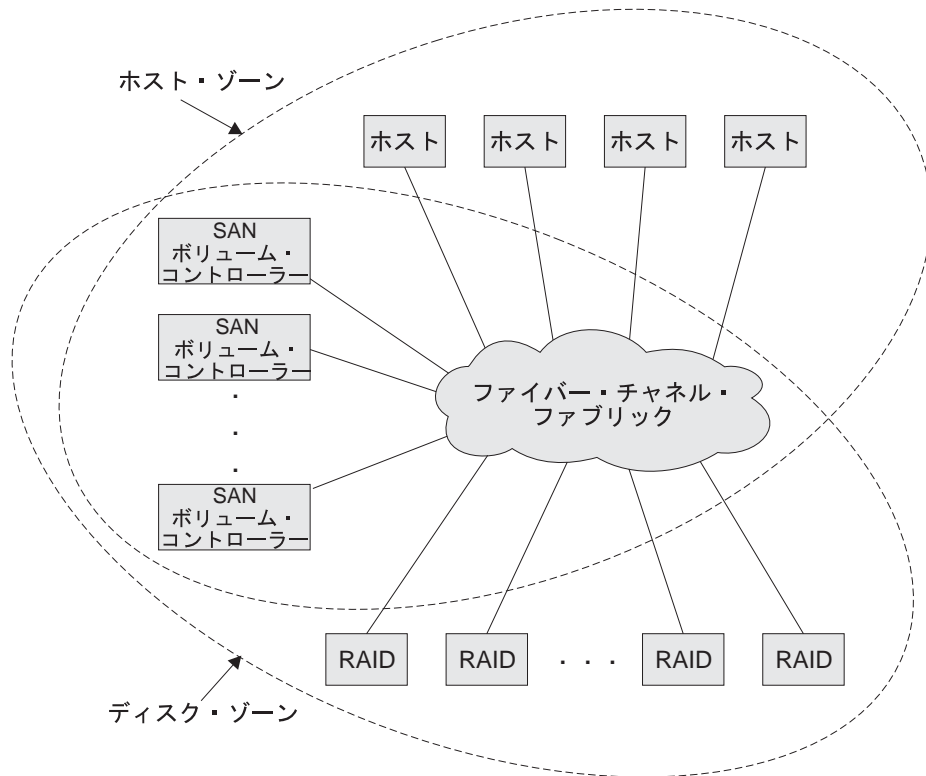 ホスト・ゾーン
ホスト
ホスト
ホスト
ホスト
SAN
ボリューム・
コントローラー
SAN
ボリューム・
コントローラー
.
.
.
SAN
ボリューム・
コントローラー
ファイバー・チャネル・
ファブリック
RAID
RAID
. . .
RAID
RAID
ディスク・ゾーン